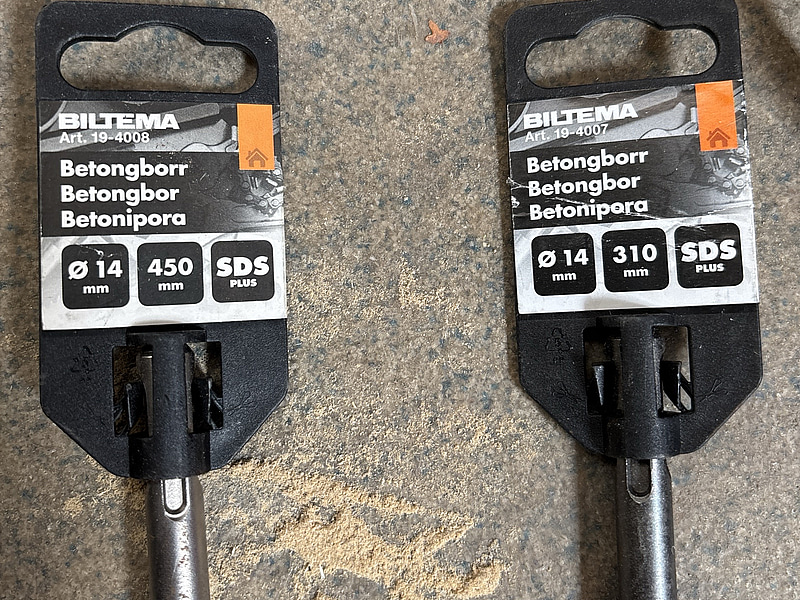 BILTEMA
Art. 19-4008
Betongborr
Betongbor
Betonipora
Ø 14 mm
450 mm
SDS PLUS
BILTEMA
Art. 19-4007
Betongborr
Betongbor
Betonipora
Ø 14 mm
310 mm
SDS PLUS